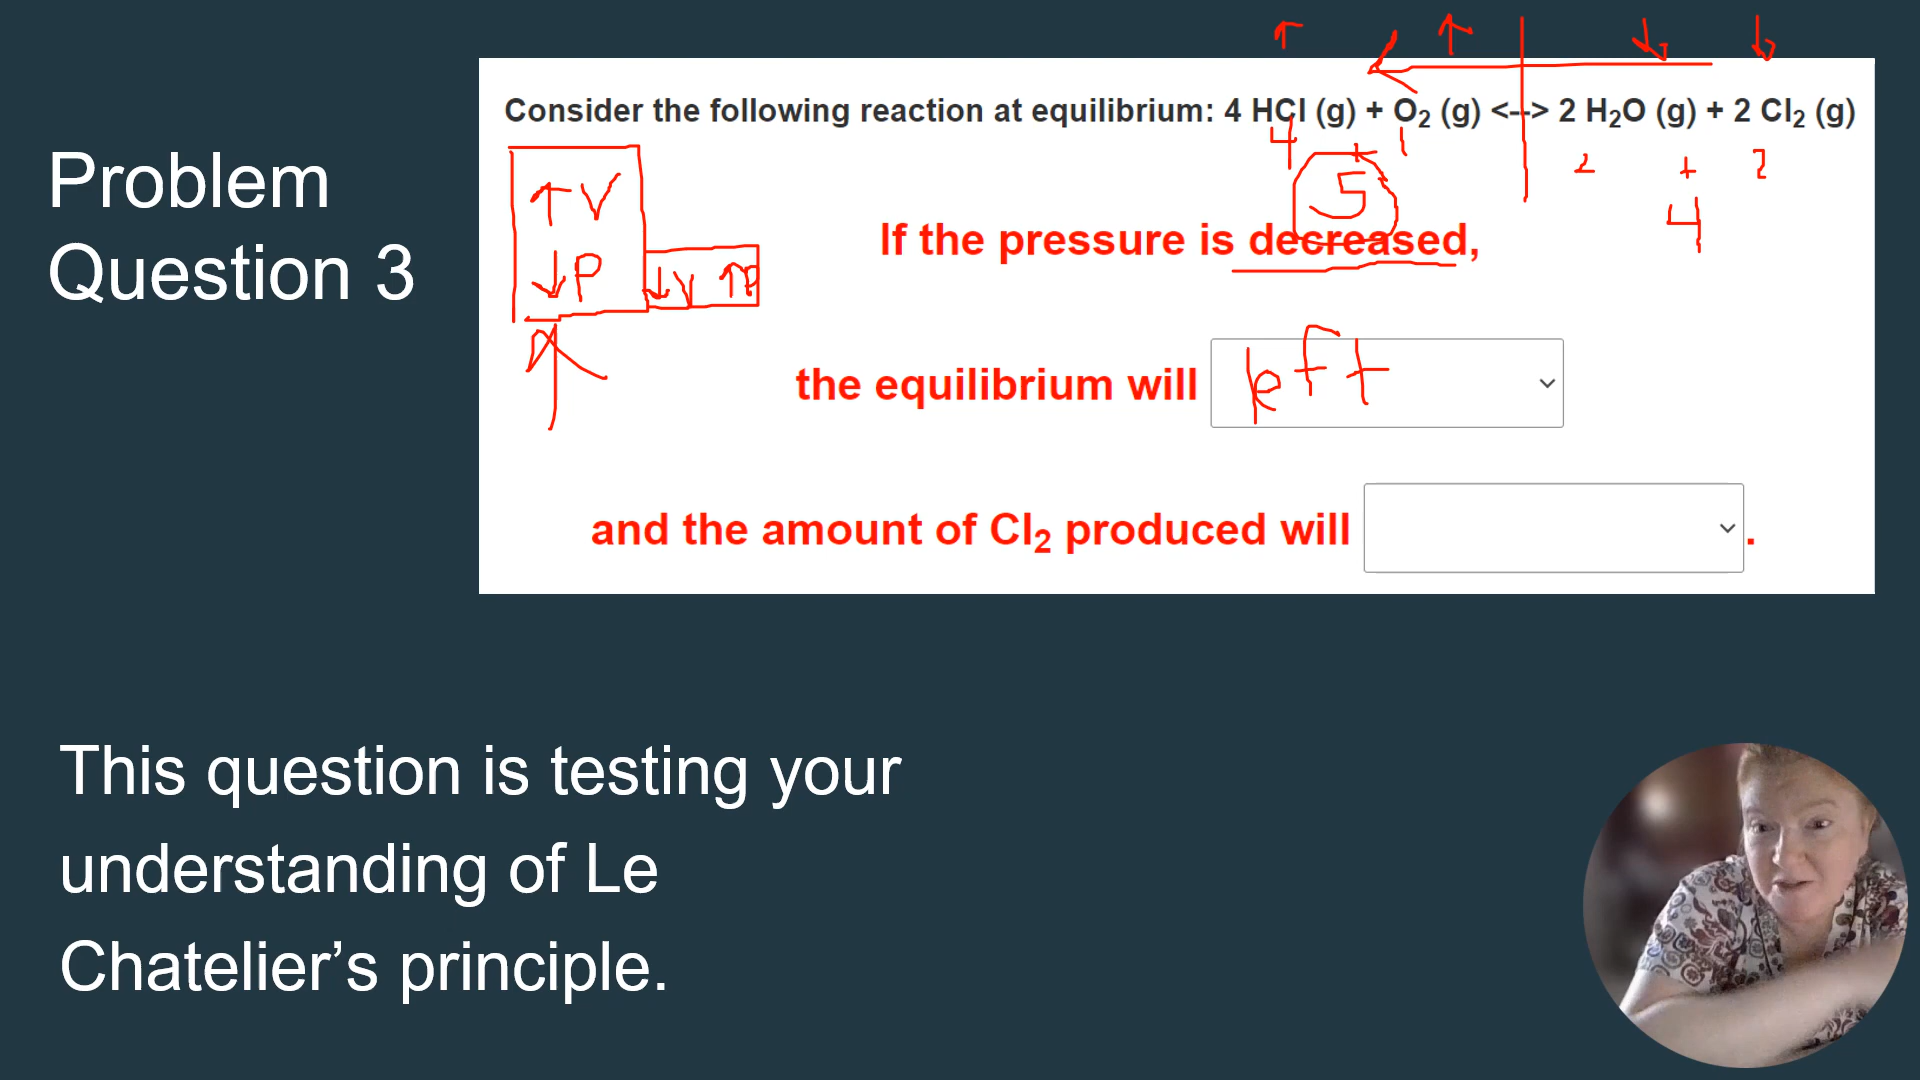 Problem
Question 3
Consider the following reaction at equilibrium: 4 HCl (g) + O₂ (g) <--> 2 H₂O (g) + 2 Cl₂ (g)
4 + 1
2 + 2
5
4
↑ V
↓ P
↓ V ↑ P
If the pressure is decreased,
the equilibrium will left
and the amount of Cl₂ produced will .
This question is testing your
understanding of Le
Chatelier’s principle.